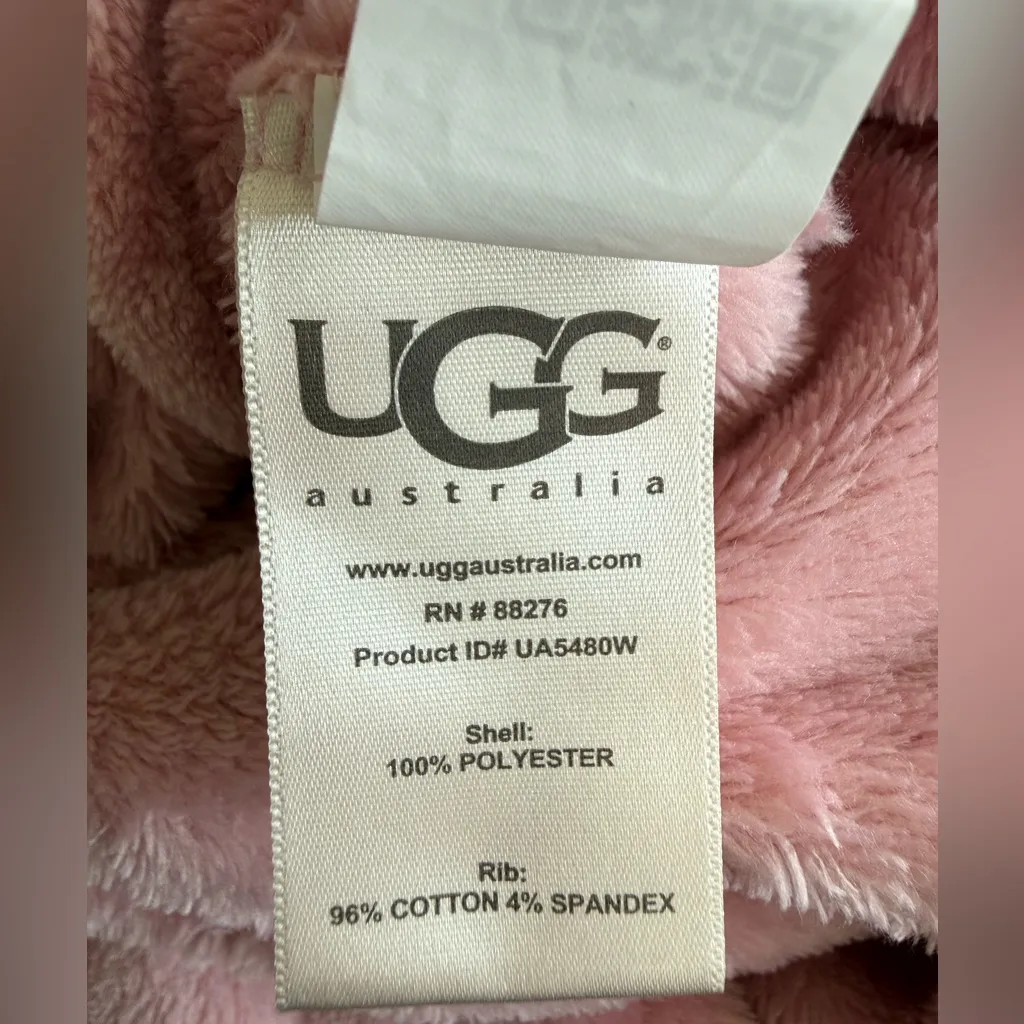 UGG®
australia
www.uggaustralia.com
RN # 88276
Product ID# UA5480W
Shell:
100% POLYESTER
Rib:
96% COTTON 4% SPANDEX